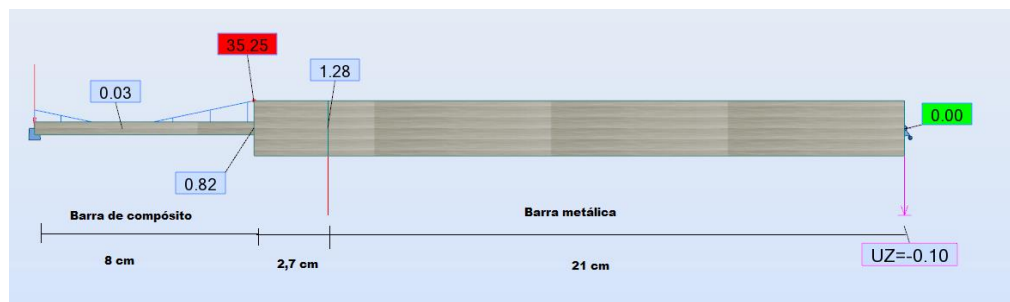 35.25
1.28
0.03
0.00
0.82
Barra de compósito
Barra metálica
8 cm
2,7 cm
21 cm
UZ=-0.10